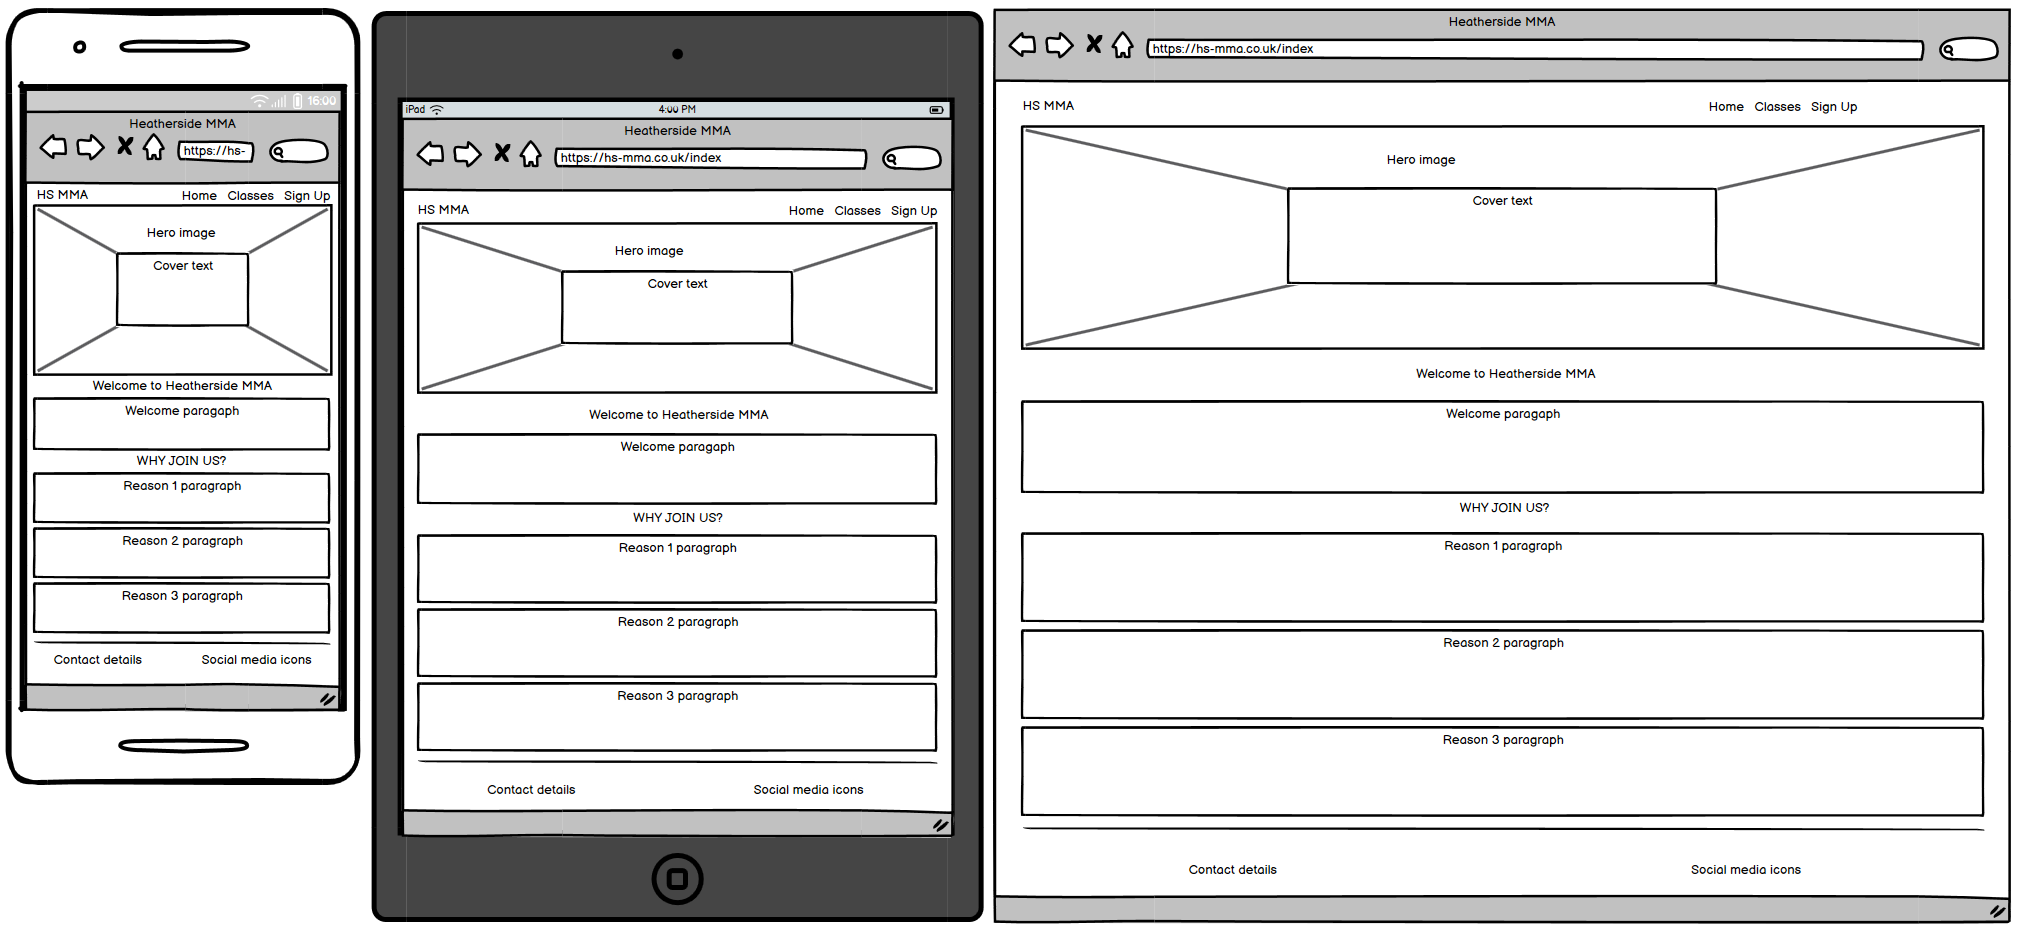 16:00
Heatherside MMA
https://hs-
HS MMA Home Classes Sign Up
Hero image
Cover text
Welcome to Heatherside MMA
Welcome paragaph
WHY JOIN US?
Reason 1 paragraph
Reason 2 paragraph
Reason 3 paragraph
Contact details Social media icons
iPad 4:00 PM
Heatherside MMA
https://hs-mma.co.uk/index
HS MMA Home Classes Sign Up
Hero image
Cover text
Welcome to Heatherside MMA
Welcome paragaph
WHY JOIN US?
Reason 1 paragraph
Reason 2 paragraph
Reason 3 paragraph
Contact details Social media icons
Heatherside MMA
https://hs-mma.co.uk/index
HS MMA Home Classes Sign Up
Hero image
Cover text
Welcome to Heatherside MMA
Welcome paragaph
WHY JOIN US?
Reason 1 paragraph
Reason 2 paragraph
Reason 3 paragraph
Contact details Social media icons